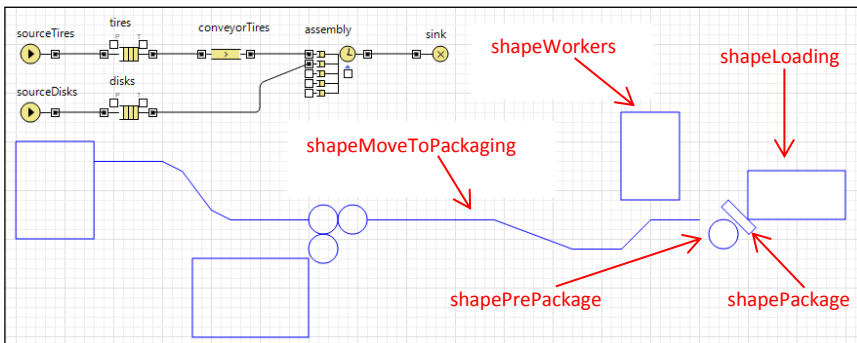 sourceTires
tires
P T
conveyorTires
assembly
sink
sourceDisks
disks
P T
shapeWorkers
shapeLoading
shapeMoveToPackaging
shapePrePackage
shapePackage